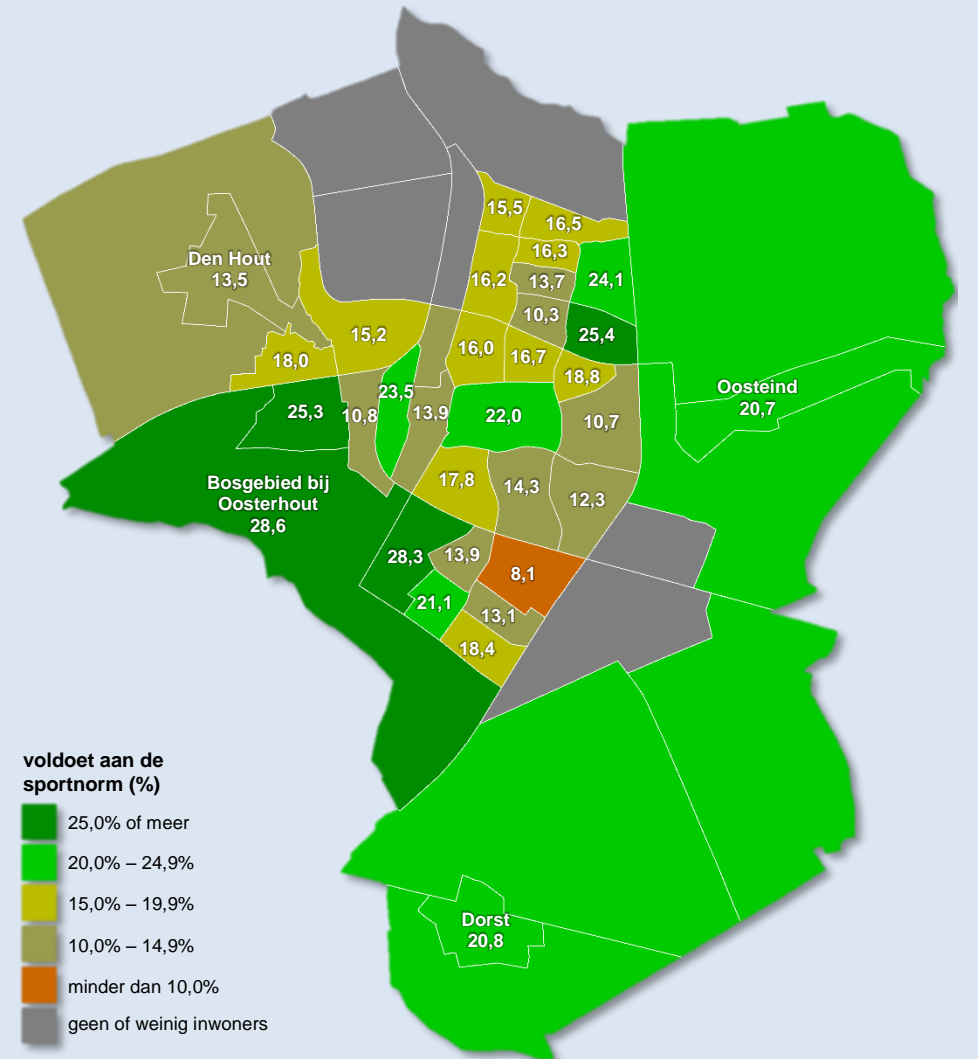 15,5
16,5
16,3
Den Hout
13,5
16,2
13,7
24,1
10,3
15,2
25,4
16,0
16,7
18,0
18,8
23,5
Oosteind
20,7
25,3
10,8
13,9
22,0
10,7
Bosgebied bij
Oosterhout
28,6
17,8
14,3
12,3
28,3
13,9
8,1
21,1
13,1
18,4
voldoet aan de
sportnorm (%)
25,0% of meer
20,0% – 24,9%
15,0% – 19,9%
10,0% – 14,9%
minder dan 10,0%
geen of weinig inwoners
Dorst
20,8